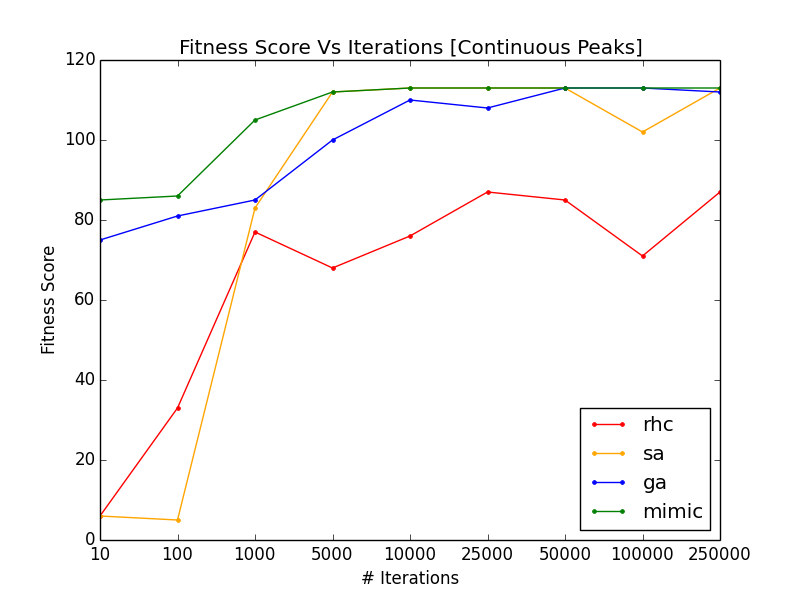 Fitness Score Vs Iterations [Continuous Peaks]
120
100
80
60
40
20
0
Fitness Score
10 100 1000 5000 10000 25000 50000 100000 250000
# Iterations
rhc
sa
ga
mimic